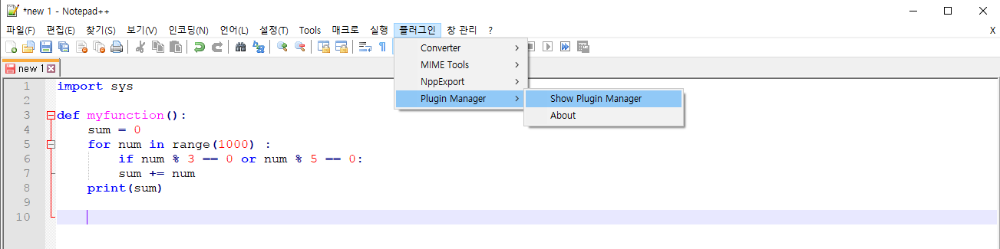 *new 1 - Notepad++
파일(F) 편집(E) 찾기(S) 보기(V) 인코딩(N) 언어(L) 설정(T) Tools 매크로 실행 플러그인 창 관리 ? X
Converter
MIME Tools
NppExport
Plugin Manager
Show Plugin Manager
About
new 1
1 import sys
2
3 def myfunction():
4 sum = 0
5 for num in range(1000) :
6 if num % 3 == 0 or num % 5 == 0:
7 sum += num
8 print(sum)
9
10